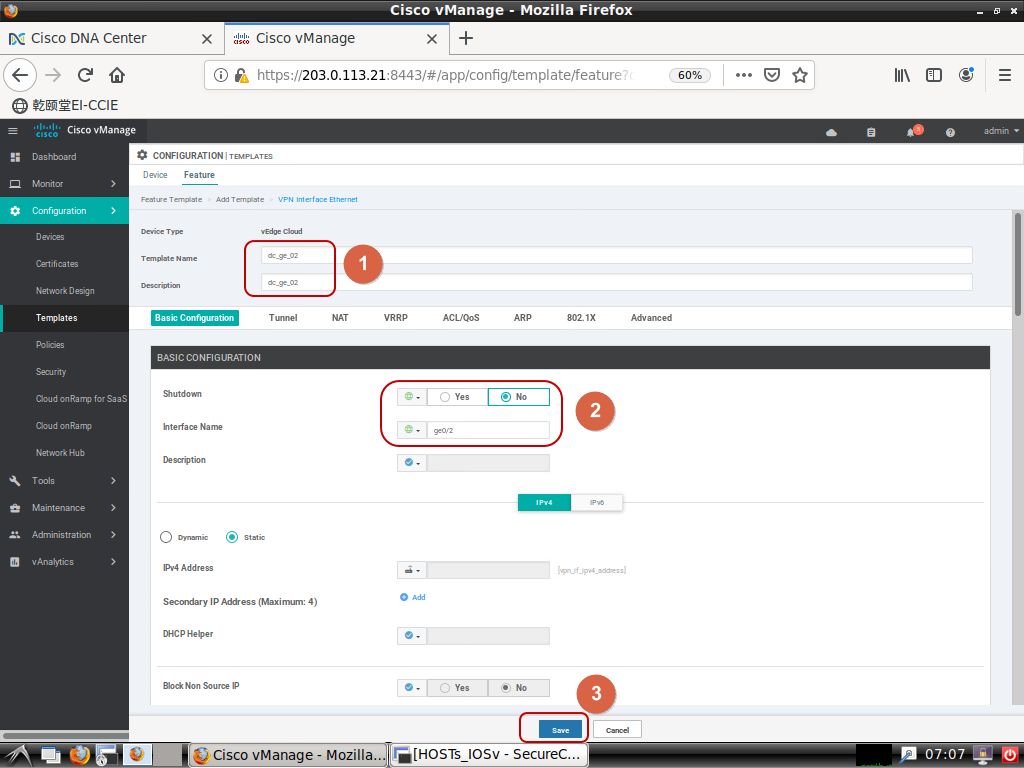 Cisco vManage - Mozilla Firefox
Cisco DNA Center
Cisco vManage
https://203.0.113.21:8443/#/app/config/template/feature?
60%
乾颐堂EI-CCIE
cisco Cisco vManage
admin
Dashboard
Monitor
Configuration
Devices
Certificates
Network Design
Templates
Policies
Security
Cloud onRamp for SaaS
Cloud onRamp
Network Hub
Tools
Maintenance
Administration
vAnalytics
CONFIGURATION | TEMPLATES
Device Feature
Feature Template > Add Template > VPN Interface Ethernet
Device Type vEdge Cloud
Template Name dc_ge_02
Description dc_ge_02
1
Basic Configuration Tunnel NAT VRRP ACL/QoS ARP 802.1X Advanced
BASIC CONFIGURATION
Shutdown Yes No
2
Interface Name ge0/2
Description
IPv4 IPv6
Dynamic Static
IPv4 Address [vpn_if_ipv4_address]
Secondary IP Address (Maximum: 4) Add
DHCP Helper
Block Non Source IP Yes No
3
Save Cancel
Cisco vManage - Mozilla...
[HOSTs_IOSv - SecureC...
07:07